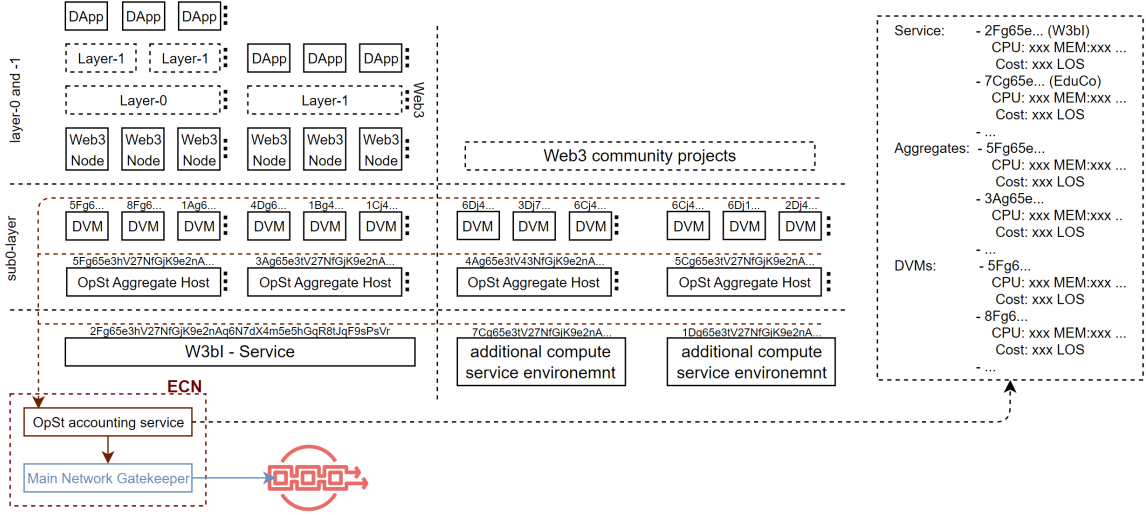 DApp DApp DApp
Layer-1 Layer-1 DApp DApp DApp
layer-0 and -1
Layer-0 Layer-1
Web3
Web3 Node Web3 Node Web3 Node Web3 Node Web3 Node Web3 Node
Web3 community projects
sub0-layer
5Fg6... 8Fg6... 1Ag6... 4Dg6... 1Bg4... 1Cj4... 6Dj4... 3Dj7... 6Cj4... 6Cj4... 6Dj1... 2Dj4...
DVM DVM DVM DVM DVM DVM DVM DVM DVM DVM DVM DVM
5Fg65e3hV27NfGjK9e2nA... 3Ag65e3tV27NfGjK9e2nA... 4Ag65e3tV43NfGjK9e2nA... 5Cg65e3tV27NfGjK9e2nA...
OpSt Aggregate Host OpSt Aggregate Host OpSt Aggregate Host OpSt Aggregate Host
2Fg65e3hV27NfGjK9e2nAq6N7dX4m5e5hGqR8tJqF9sPsVr 7Cg65e3tV27NfGjK9e2nA... 1Dg65e3tV27NfGjK9e2nA...
W3bI - Service
additional compute
service environemnt
additional compute
service environemnt
ECN
OpSt accounting service
Main Network Gatekeeper
Service: - 2Fg65e... (W3bI)
CPU: xxx MEM:xxx ...
Cost: xxx LOS
- 7Cg65e... (EduCo)
CPU: xxx MEM:xxx ...
Cost: xxx LOS
- ...
Aggregates: - 5Fg65e...
CPU: xxx MEM:xxx ...
Cost: xxx LOS
- 3Ag65e...
CPU: xxx MEM:xxx ..
Cost: xxx LOS
- ...
DVMs: - 5Fg6...
CPU: xxx MEM:xxx ...
Cost: xxx LOS
- 8Fg6...
CPU: xxx MEM:xxx ...
Cost: xxx LOS
- ...